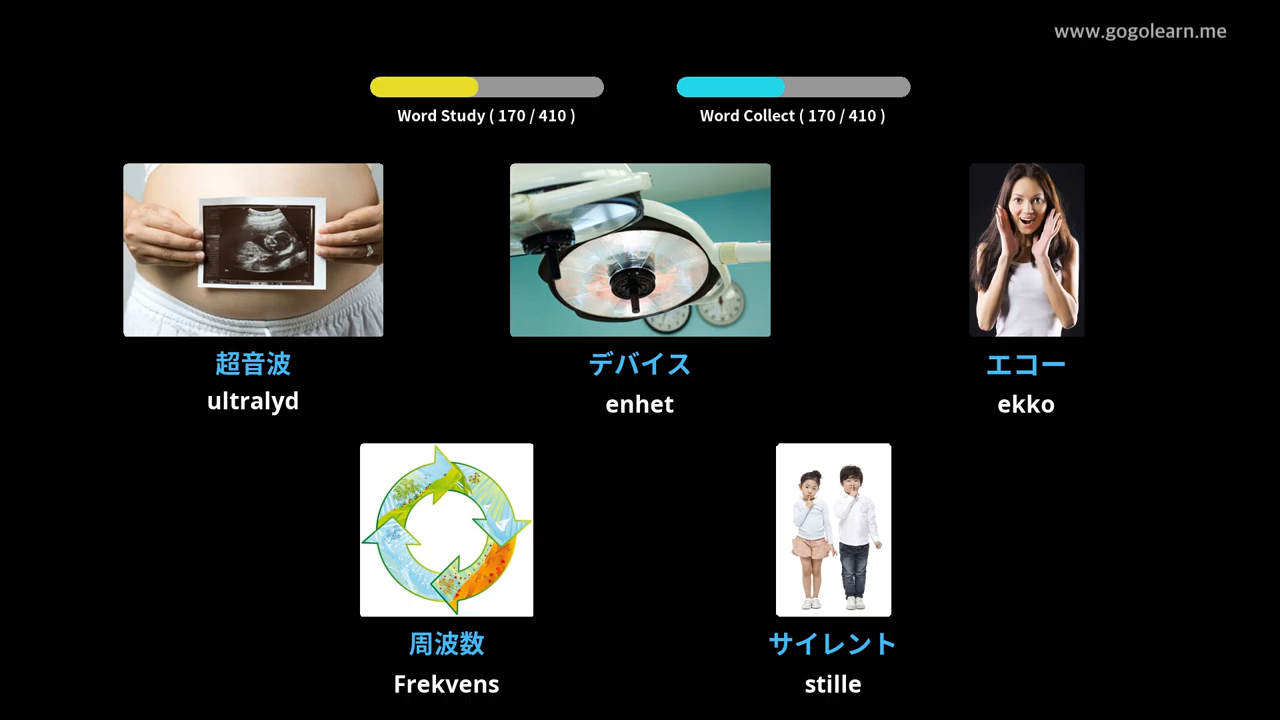 www.gogolearn.me
Word Study ( 170 / 410 )
Word Collect ( 170 / 410 )
超音波
ultralyd
デバイス
enhet
エコー
ekko
周波数
Frekvens
サイレント
stille